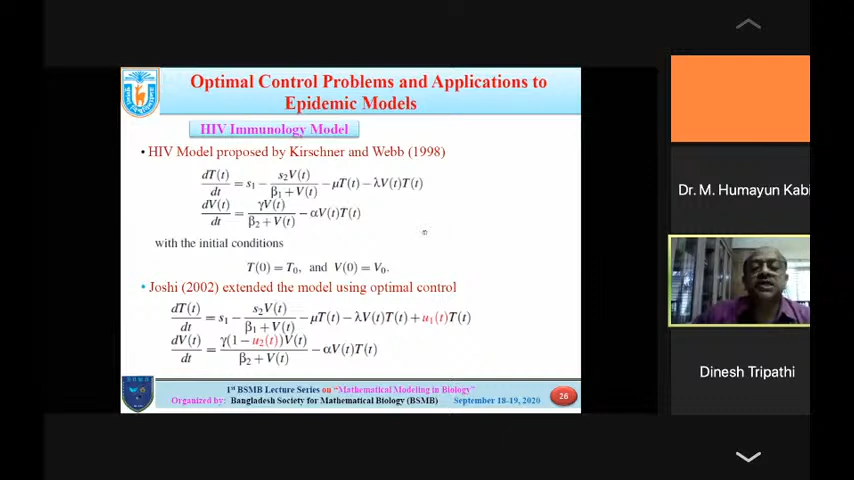 Optimal Control Problems and Applications to
Epidemic Models
HIV Immunology Model
• HIV Model proposed by Kirschner and Webb (1998)
dT(t)/dt = s₁ − s₂V(t)/(β₁ + V(t)) − μT(t) − λV(t)T(t)
dV(t)/dt = γV(t)/(β₂ + V(t)) − αV(t)T(t)
with the initial conditions
T(0) = T₀, and V(0) = V₀.
• Joshi (2002) extended the model using optimal control
dT(t)/dt = s₁ − s₂V(t)/(β₁ + V(t)) − μT(t) − λV(t)T(t) + u₁(t)T(t)
dV(t)/dt = γ(1 − u₂(t))V(t)/(β₂ + V(t)) − αV(t)T(t)
1st BSMB Lecture Series on “Mathematical Modeling in Biology”
Organized by: Bangladesh Society for Mathematical Biology (BSMB) September 18-19, 2020
26
Dr. M. Humayun Kabi
Dinesh Tripathi